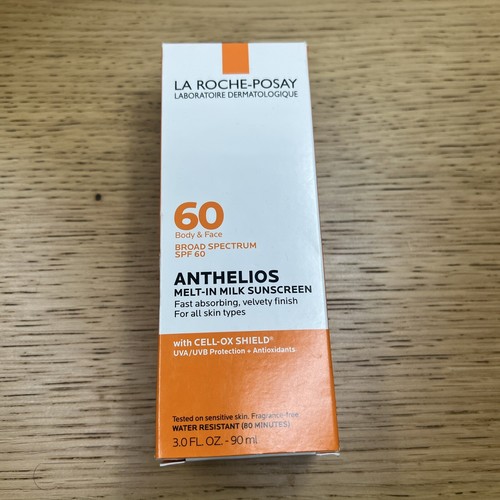 LA ROCHE-POSAY
LABORATOIRE DERMATOLOGIQUE
60
Body & Face
BROAD SPECTRUM
SPF 60
ANTHELIOS
MELT-IN MILK SUNSCREEN
Fast absorbing, velvety finish
For all skin types
with CELL-OX SHIELD®
UVA/UVB Protection + Antioxidants
Tested on sensitive skin. Fragrance-free
WATER RESISTANT (80 MINUTES)
3.0 FL. OZ. - 90 ml